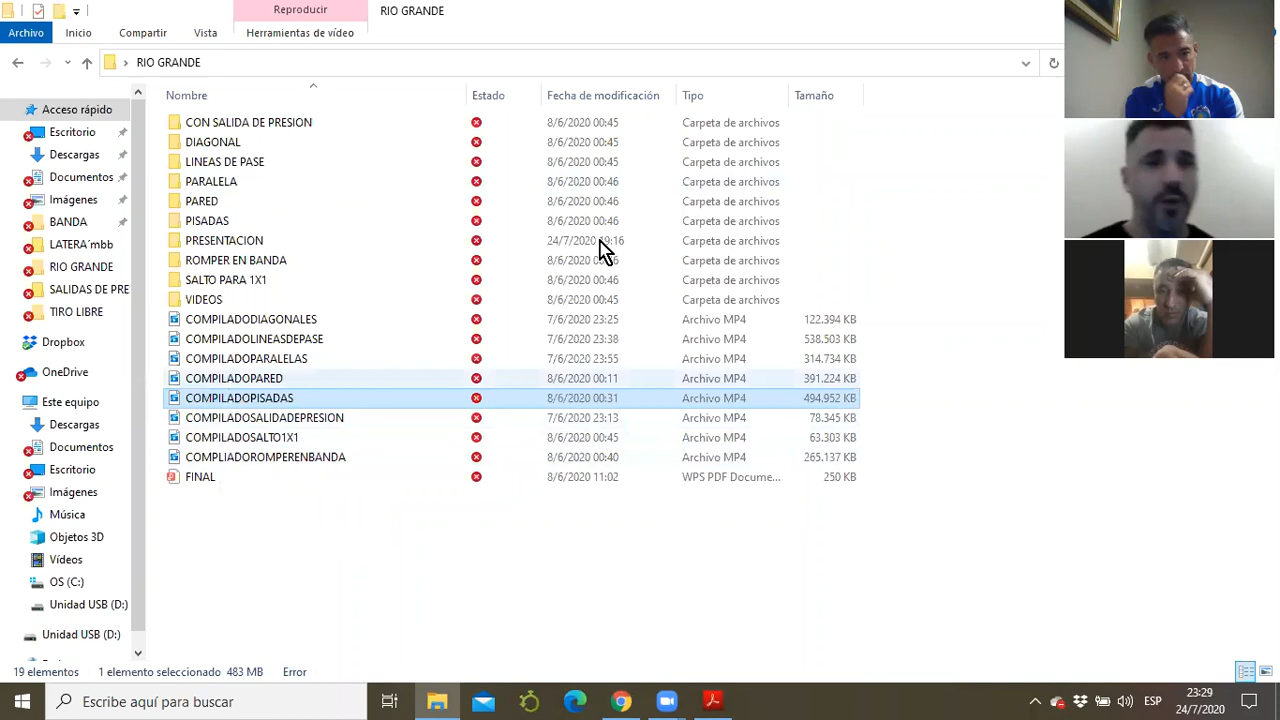 Reproducir
RIO GRANDE
Archivo
Inicio
Compartir
Vista
Herramientas de vídeo
RIO GRANDE
Nombre
Estado
Fecha de modificación
Tipo
Tamaño
CON SALIDA DE PRESION 8/6/2020 00:45 Carpeta de archivos
DIAGONAL 8/6/2020 00:45 Carpeta de archivos
LINEAS DE PASE 8/6/2020 00:45 Carpeta de archivos
PARALELA 8/6/2020 00:46 Carpeta de archivos
PARED 8/6/2020 00:46 Carpeta de archivos
PISADAS 8/6/2020 00:46 Carpeta de archivos
PRESENTACION 24/7/2020 Carpeta de archivos
ROMPER EN BANDA 8/6/2020 Carpeta de archivos
SALTO PARA 1X1 8/6/2020 00:46 Carpeta de archivos
VIDEOS 8/6/2020 00:45 Carpeta de archivos
COMPILADODIAGONALES 7/6/2020 23:25 Archivo MP4 122.394 KB
COMPILADOLINEASDEPASE 7/6/2020 23:38 Archivo MP4 538.503 KB
COMPILADOPARALELAS 7/6/2020 23:55 Archivo MP4 314.734 KB
COMPILADOPARED 8/6/2020 00:11 Archivo MP4 391.224 KB
COMPILADOPISADAS 8/6/2020 00:31 Archivo MP4 494.952 KB
COMPILADOSALIDADEPRESION 7/6/2020 23:13 Archivo MP4 78.345 KB
COMPILADOSALTO1X1 8/6/2020 00:45 Archivo MP4 63.303 KB
COMPLIADOROMPERENBANDA 8/6/2020 00:40 Archivo MP4 265.137 KB
FINAL 8/6/2020 11:02 WPS PDF Docume... 250 KB
Acceso rápido
Escritorio
Descargas
Documentos
Imágenes
BANDA
LATERA´mbb
RIO GRANDE
SALIDAS DE PRE
TIRO LIBRE
Dropbox
OneDrive
Este equipo
Descargas
Documentos
Escritorio
Imágenes
Música
Objetos 3D
Vídeos
OS (C:)
Unidad USB (D:)
Unidad USB (D:)
19 elementos
1 elemento seleccionado 483 MB
Error
Escribe aquí para buscar
ESP
23:29
24/7/2020